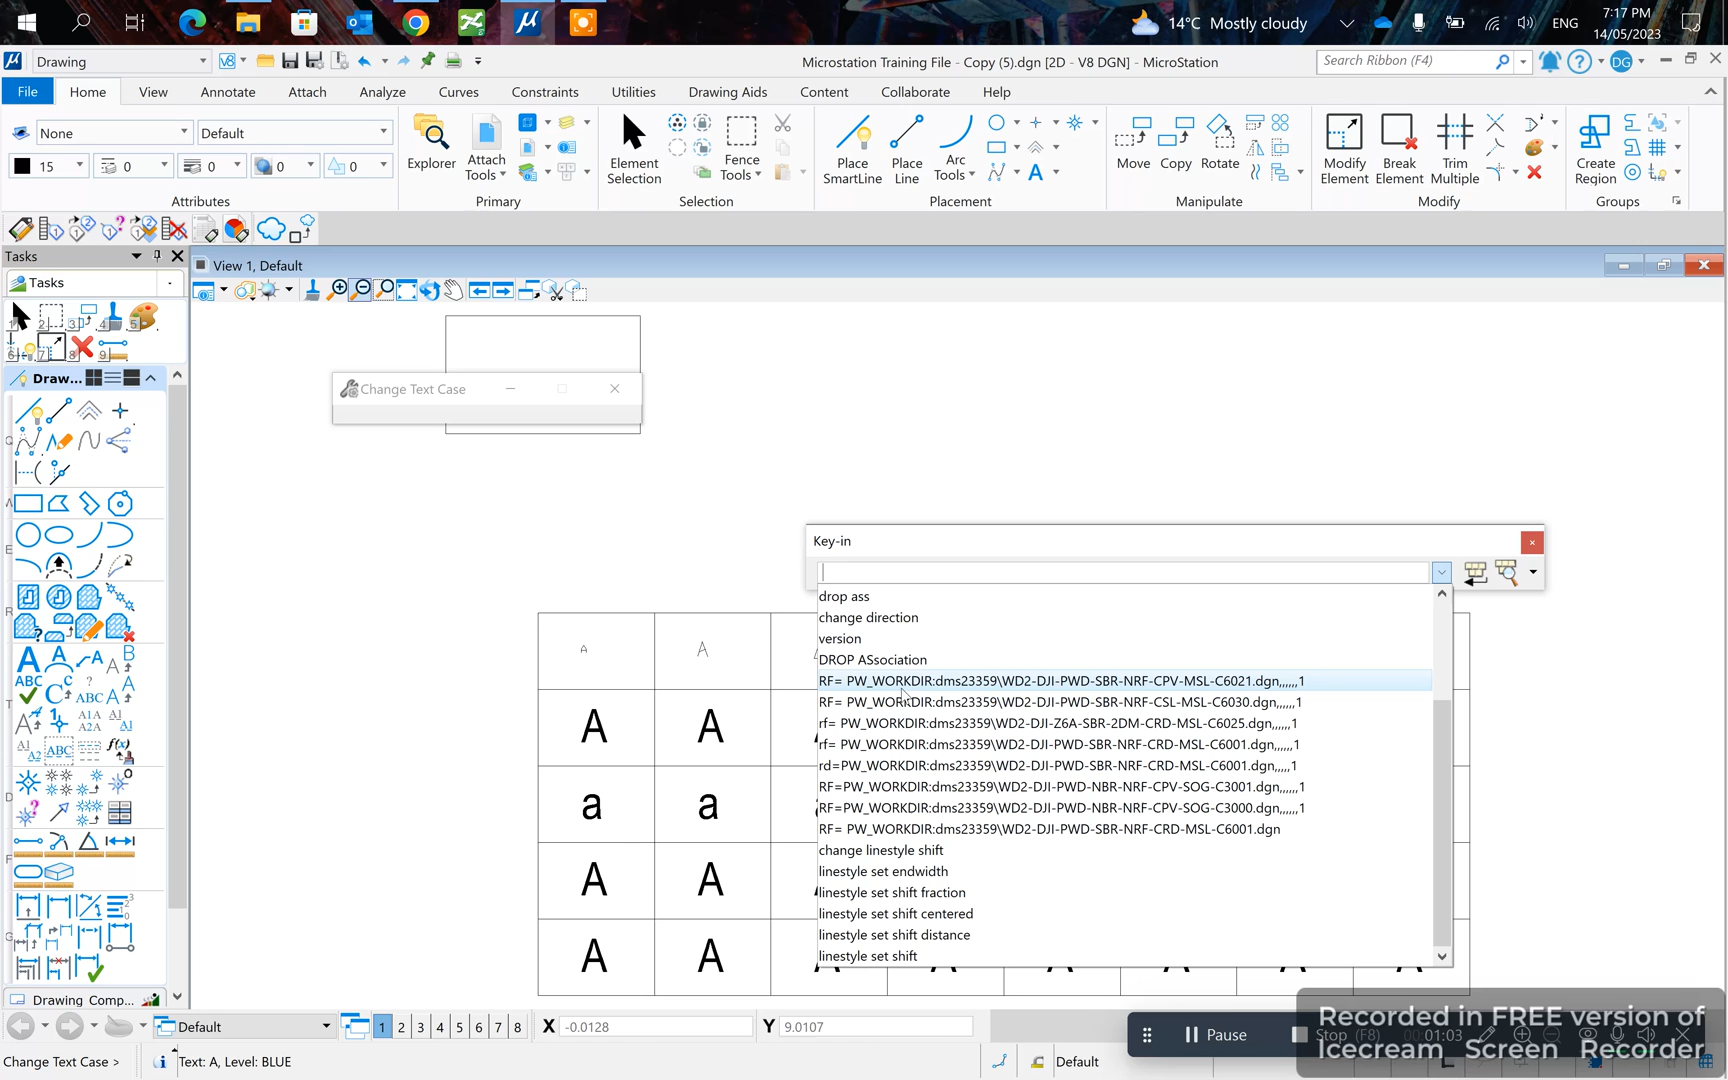 14°C Mostly cloudy
ENG
7:17 PM
14/05/2023
Drawing
V8
Microstation Training File - Copy (5).dgn [2D - V8 DGN] - MicroStation
Search Ribbon (F4)
DG
File Home View Annotate Attach Analyze Curves Constraints Utilities Drawing Aids Content Collaborate Help
None
Default
15
0
0
0
0
Attributes
Explorer
Attach Tools
Primary
Element Selection
Fence Tools
Selection
Place SmartLine
Place Line
Arc Tools
Placement
Move
Copy
Rotate
Manipulate
Modify Element
Break Element
Trim Multiple
Modify
Create Region
Groups
Tasks
View 1, Default
Tasks
Draw...
Change Text Case
Key-in
drop ass
change direction
version
DROP ASsociation
RF= PW_WORKDIR:dms23359\WD2-DJI-PWD-SBR-NRF-CPV-MSL-C6021.dgn,,,,,,1
RF= PW_WORKDIR:dms23359\WD2-DJI-PWD-SBR-NRF-CSL-MSL-C6030.dgn,,,,,,1
rf= PW_WORKDIR:dms23359\WD2-DJI-Z6A-SBR-2DM-CRD-MSL-C6025.dgn,,,,,1
rf= PW_WORKDIR:dms23359\WD2-DJI-PWD-SBR-NRF-CRD-MSL-C6001.dgn,,,,,1
rd=PW_WORKDIR:dms23359\WD2-DJI-PWD-SBR-NRF-CRD-MSL-C6001.dgn,,,,,1
RF=PW_WORKDIR:dms23359\WD2-DJI-PWD-NBR-NRF-CPV-SOG-C3001.dgn,,,,,,1
RF=PW_WORKDIR:dms23359\WD2-DJI-PWD-NBR-NRF-CPV-SOG-C3000.dgn,,,,,,1
RF= PW_WORKDIR:dms23359\WD2-DJI-PWD-SBR-NRF-CRD-MSL-C6001.dgn
change linestyle shift
linestyle set endwidth
linestyle set shift fraction
linestyle set shift centered
linestyle set shift distance
linestyle set shift
A A
A A
a a
A A
A A
Drawing Comp...
Default
1 2 3 4 5 6 7 8
X -0.0128
Y 9.0107
Pause
Stop (F8)
00:01:03
Recorded in FREE version of
Icecream Screen Recorder
Change Text Case >
Text: A, Level: BLUE
Default